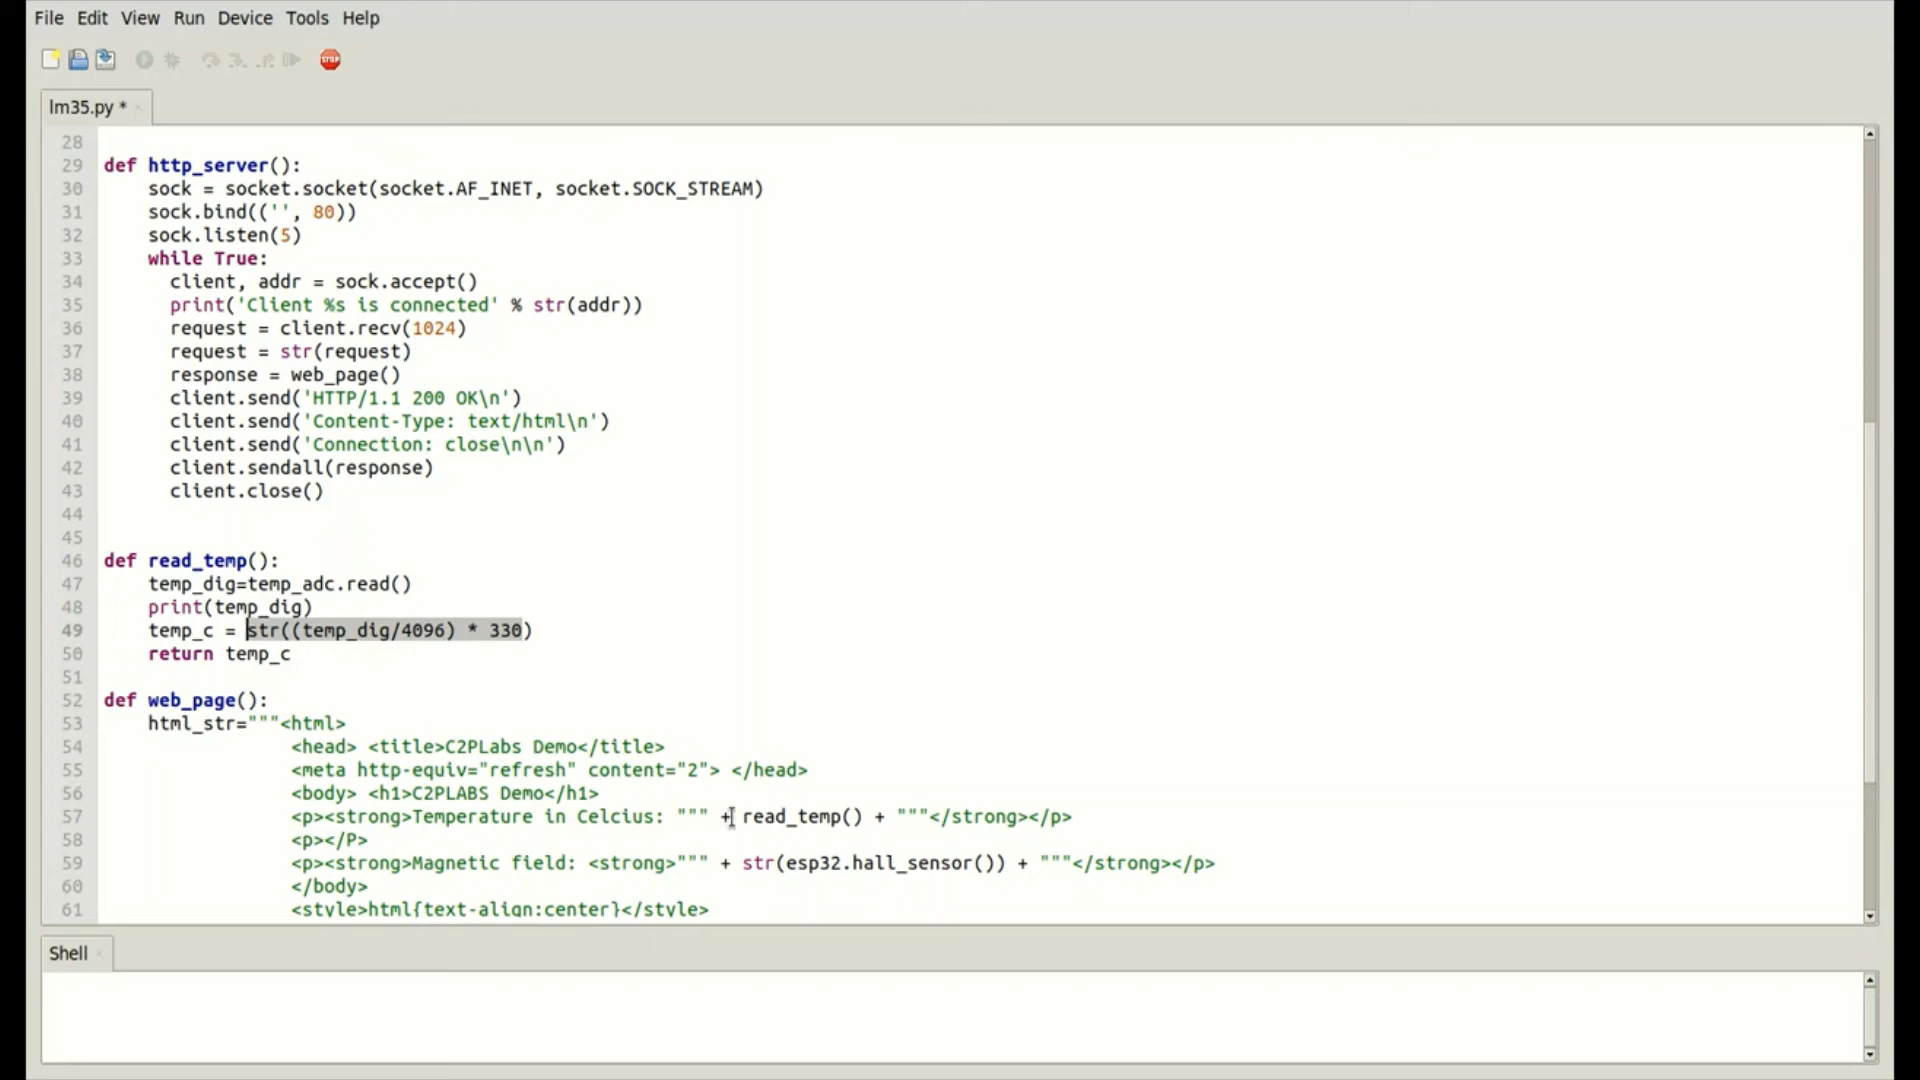 File Edit View Run Device Tools Help
STOP
lm35.py *
28
29 def http_server():
30     sock = socket.socket(socket.AF_INET, socket.SOCK_STREAM)
31     sock.bind(('', 80))
32     sock.listen(5)
33     while True:
34       client, addr = sock.accept()
35       print('Client %s is connected' % str(addr))
36       request = client.recv(1024)
37       request = str(request)
38       response = web_page()
39       client.send('HTTP/1.1 200 OK\n')
40       client.send('Content-Type: text/html\n')
41       client.send('Connection: close\n\n')
42       client.sendall(response)
43       client.close()
44
45
46 def read_temp():
47     temp_dig=temp_adc.read()
48     print(temp_dig)
49     temp_c = str((temp_dig/4096) * 330)
50     return temp_c
51
52 def web_page():
53     html_str="""<html>
54                  <head> <title>C2PLabs Demo</title>
55                  <meta http-equiv="refresh" content="2"> </head>
56                  <body> <h1>C2PLABS Demo</h1>
57                  <p><strong>Temperature in Celcius: """ + read_temp() + """</strong></p>
58                  <p></P>
59                  <p><strong>Magnetic field: <strong>""" + str(esp32.hall_sensor()) + """</strong></p>
60                  </body>
61                  <style>html{text-align:center}</style>
Shell